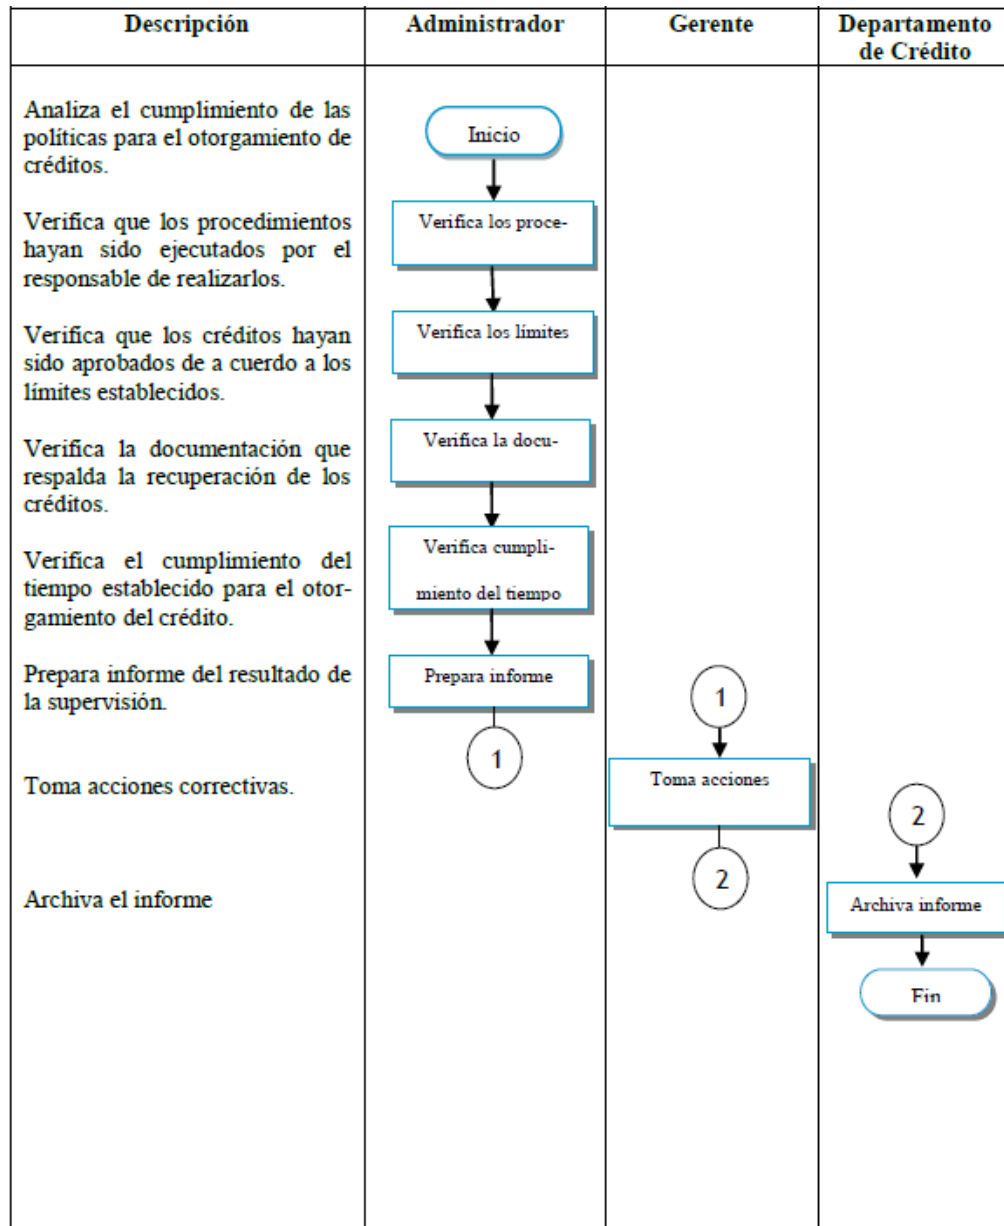 Descripción
Administrador
Gerente
Departamento
de Crédito
Analiza el cumplimiento de las
políticas para el otorgamiento de
créditos.
Inicio
Verifica que los procedimientos
hayan sido ejecutados por el
responsable de realizarlos.
Verifica los proce-
Verifica que los créditos hayan
sido aprobados de a cuerdo a los
límites establecidos.
Verifica los límites
Verifica la documentación que
respalda la recuperación de los
créditos.
Verifica la docu-
Verifica el cumplimiento del
tiempo establecido para el otor-
gamiento del crédito.
Verifica cumpli-
miento del tiempo
Prepara informe del resultado de
la supervisión.
Prepara informe
1
1
Toma acciones correctivas.
Toma acciones
2
2
Archiva el informe
Archiva informe
Fin